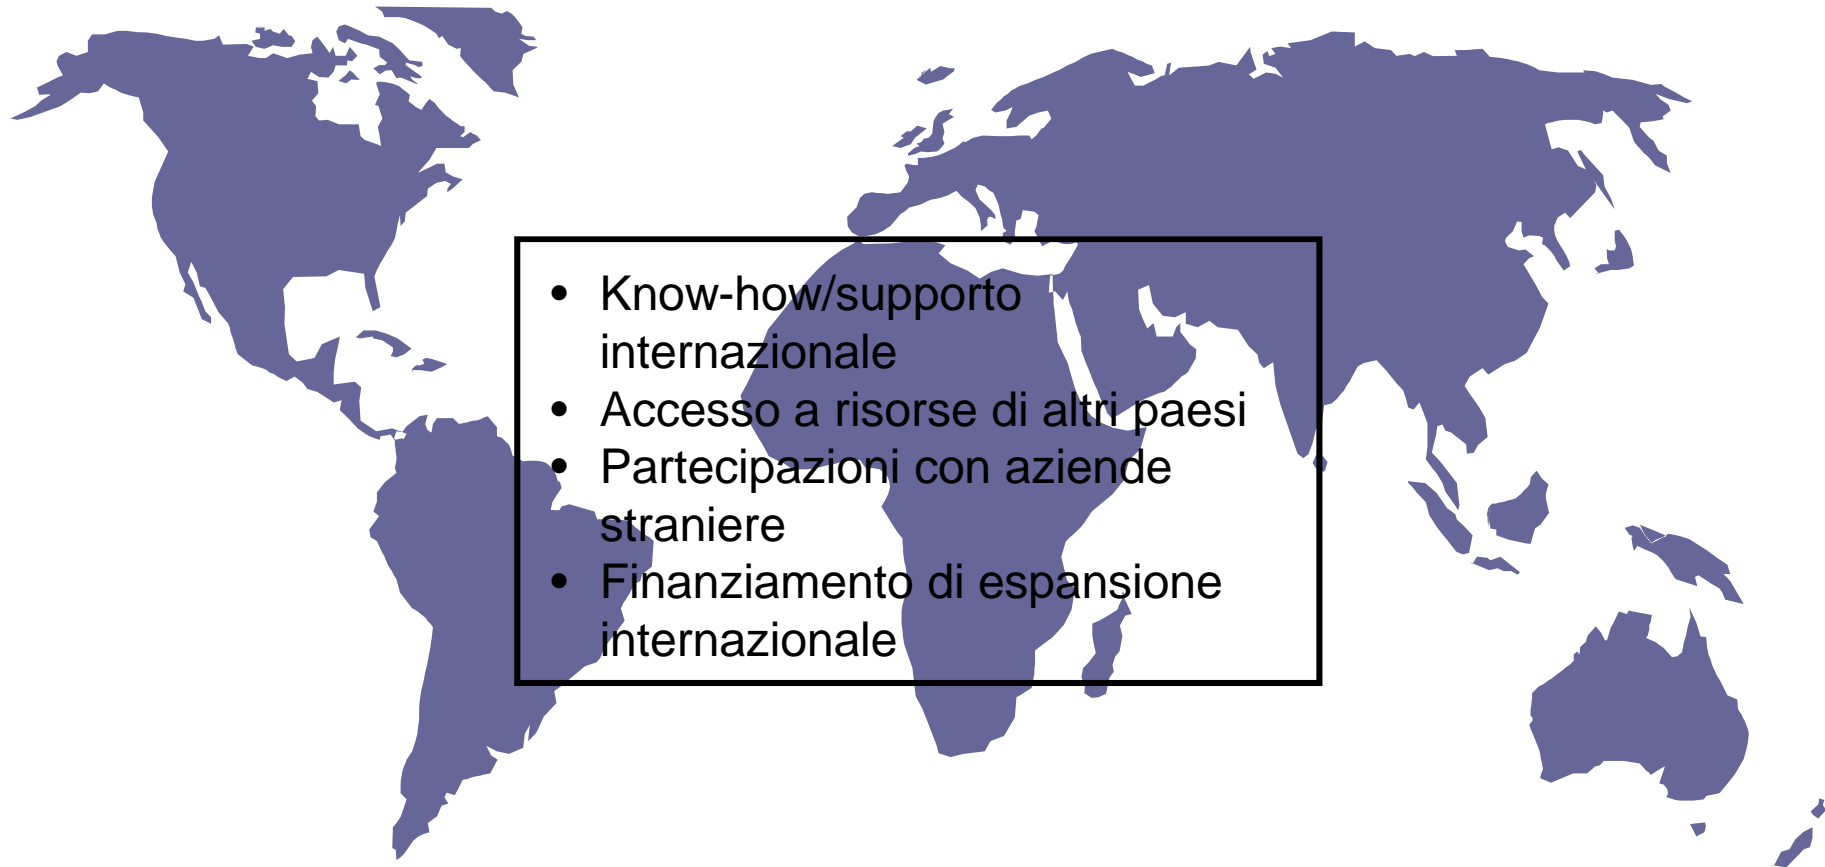 • Know-how/supporto
internazionale
• Accesso a risorse di altri paesi
• Partecipazioni con aziende
straniere
• Finanziamento di espansione
internazionale